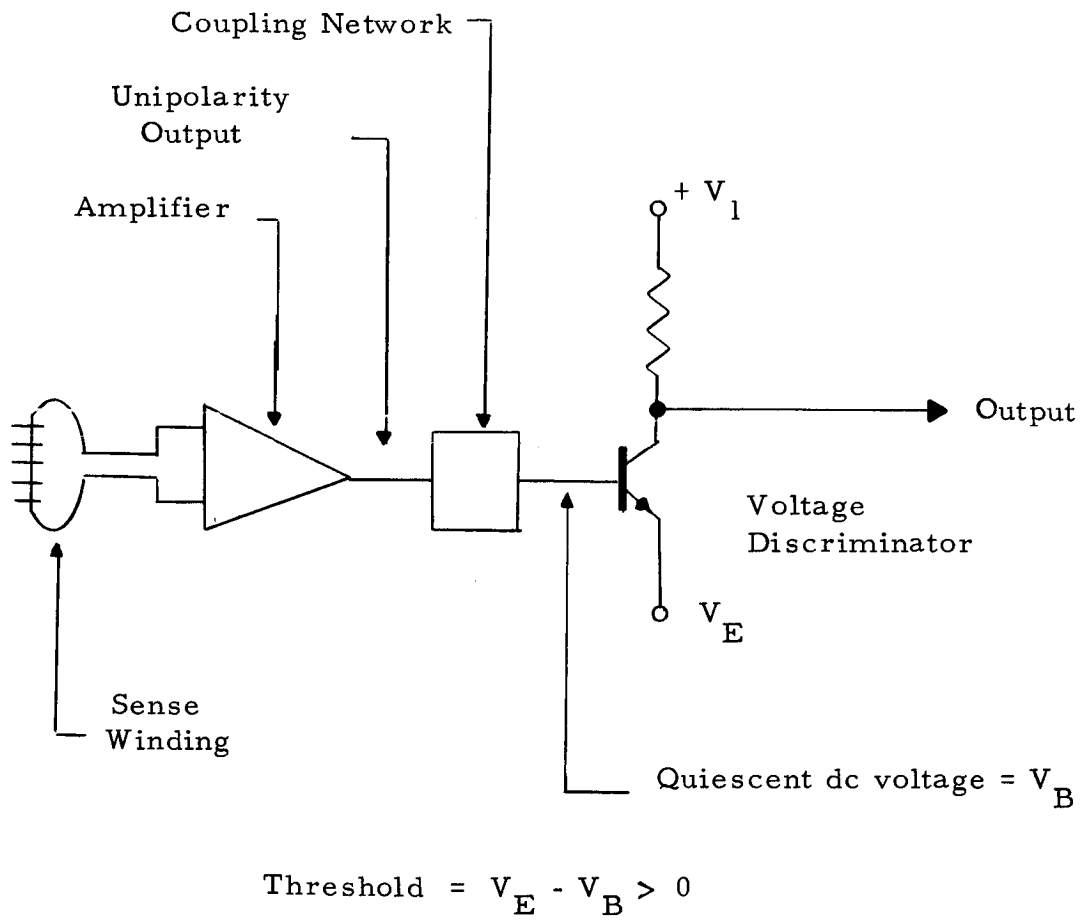 Coupling Network
Unipolarity
Output
Amplifier
+ V1
Output
Voltage
Discriminator
VE
Sense
Winding
Quiescent dc voltage = VB
Threshold = VE - VB > 0